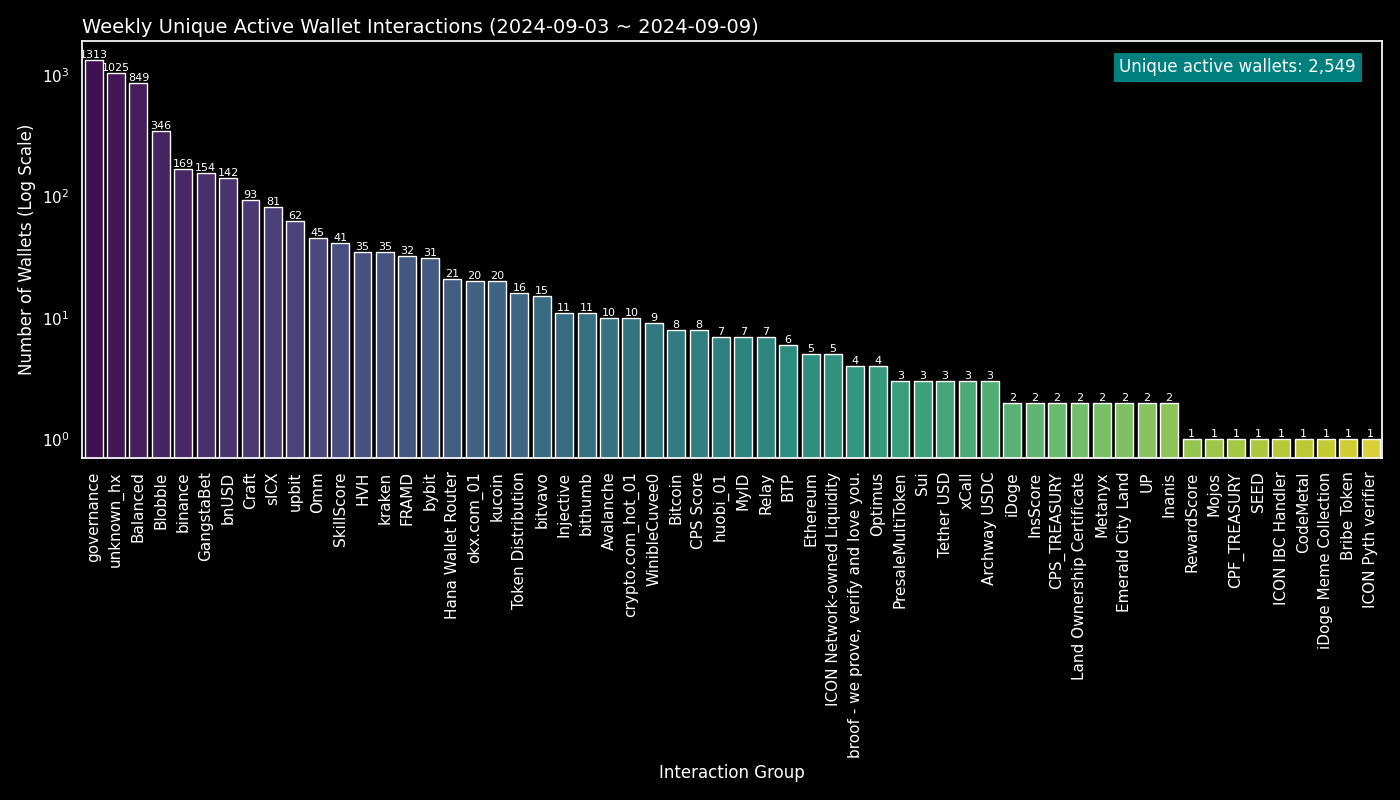 Weekly Unique Active Wallet Interactions (2024-09-03 ~ 2024-09-09)
Unique active wallets: 2,549
Number of Wallets (Log Scale)
10³
10²
10¹
10⁰
1313
1025
849
346
169
154
142
93
81
62
45
41
35
35
32
31
21
20
20
16
15
11
11
10
10
9
8
8
7
7
7
6
5
5
4
4
3
3
3
3
3
2
2
2
2
2
2
2
2
1
1
1
1
1
1
1
1
1
governance
unknown_hx
Balanced
Blobble
binance
GangstaBet
bnUSD
Craft
sICX
upbit
Omm
SkillScore
HVH
kraken
FRAMD
bybit
Hana Wallet Router
okx.com_01
kucoin
Token Distribution
bitvavo
Injective
bithumb
Avalanche
crypto.com_hot_01
WinibleCuvee0
Bitcoin
CPS Score
huobi_01
MyID
Relay
BTP
Ethereum
ICON Network-owned Liquidity
broof - we prove, verify and love you.
Optimus
PresaleMultiToken
Sui
Tether USD
xCall
Archway USDC
iDoge
InsScore
CPS_TREASURY
Land Ownership Certificate
Metanyx
Emerald City Land
UP
Inanis
RewardScore
Mojos
CPF_TREASURY
SEED
ICON IBC Handler
CodeMetal
iDoge Meme Collection
Bribe Token
ICON Pyth verifier
Interaction Group